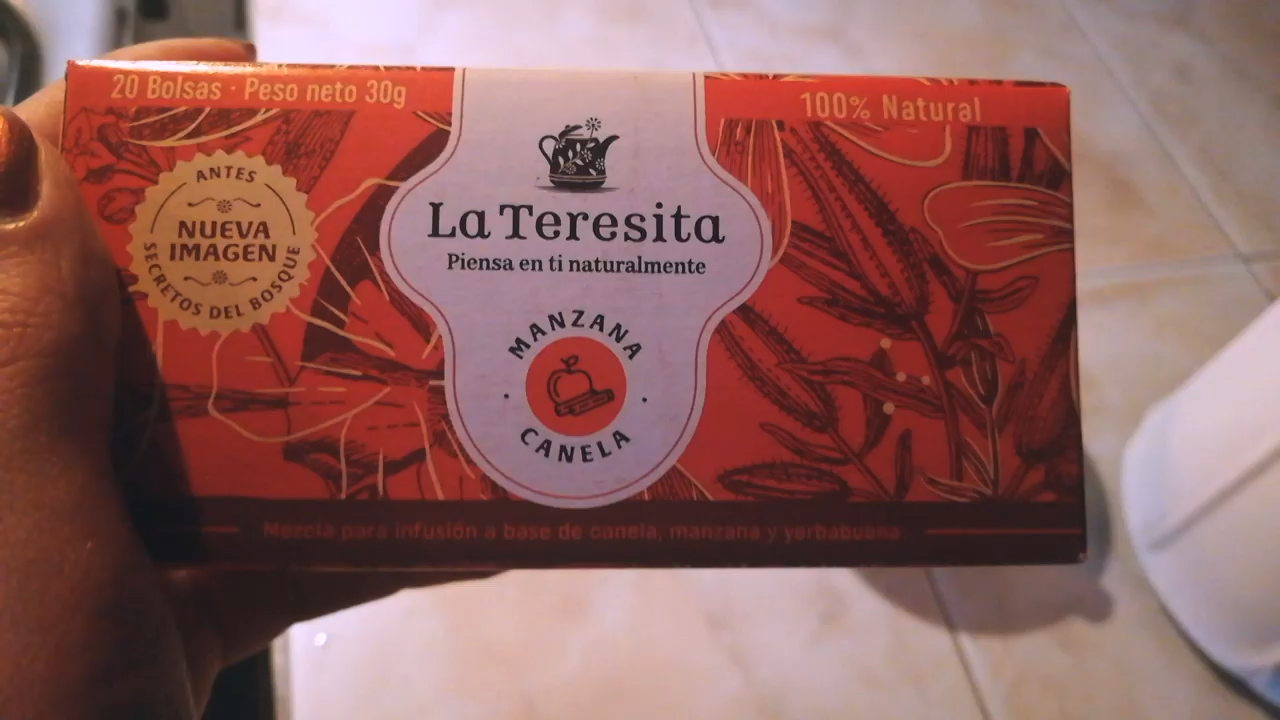 20 Bolsas · Peso neto 30g
100% Natural
ANTES
NUEVA
IMAGEN
SECRETOS DEL BOSQUE
La Teresita
Piensa en ti naturalmente
MANZANA
CANELA
Mezcla para infusión a base de canela, manzana y yerbabuena